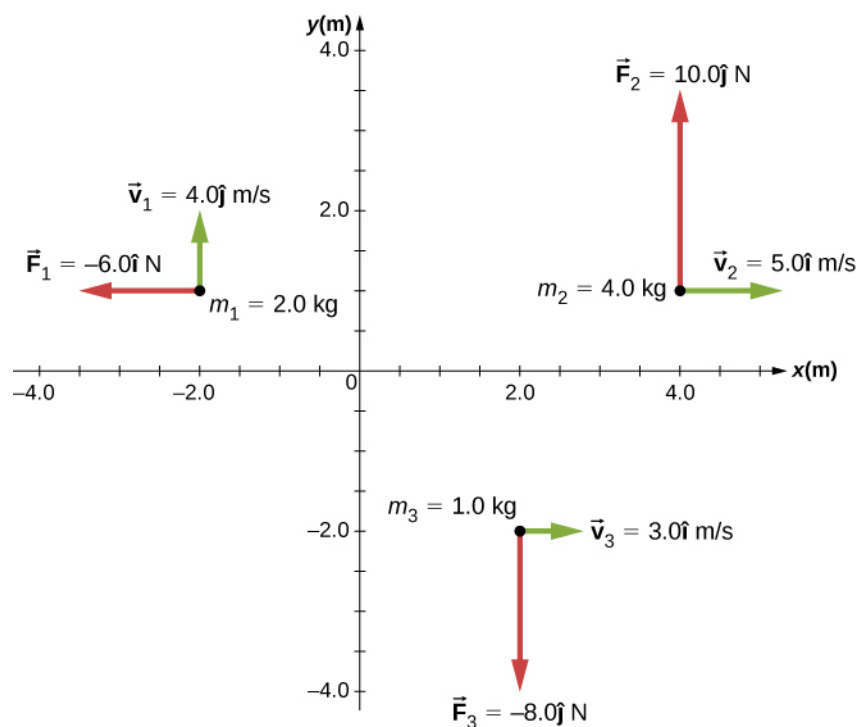 y(m)
4.0
F⃗₂ = 10.0ĵ N
v⃗₁ = 4.0ĵ m/s
2.0
F⃗₁ = –6.0î N
v⃗₂ = 5.0î m/s
m₁ = 2.0 kg
m₂ = 4.0 kg
x(m)
–4.0
–2.0
0
2.0
4.0
m₃ = 1.0 kg
–2.0
v⃗₃ = 3.0î m/s
–4.0
F⃗₃ = –8.0ĵ N